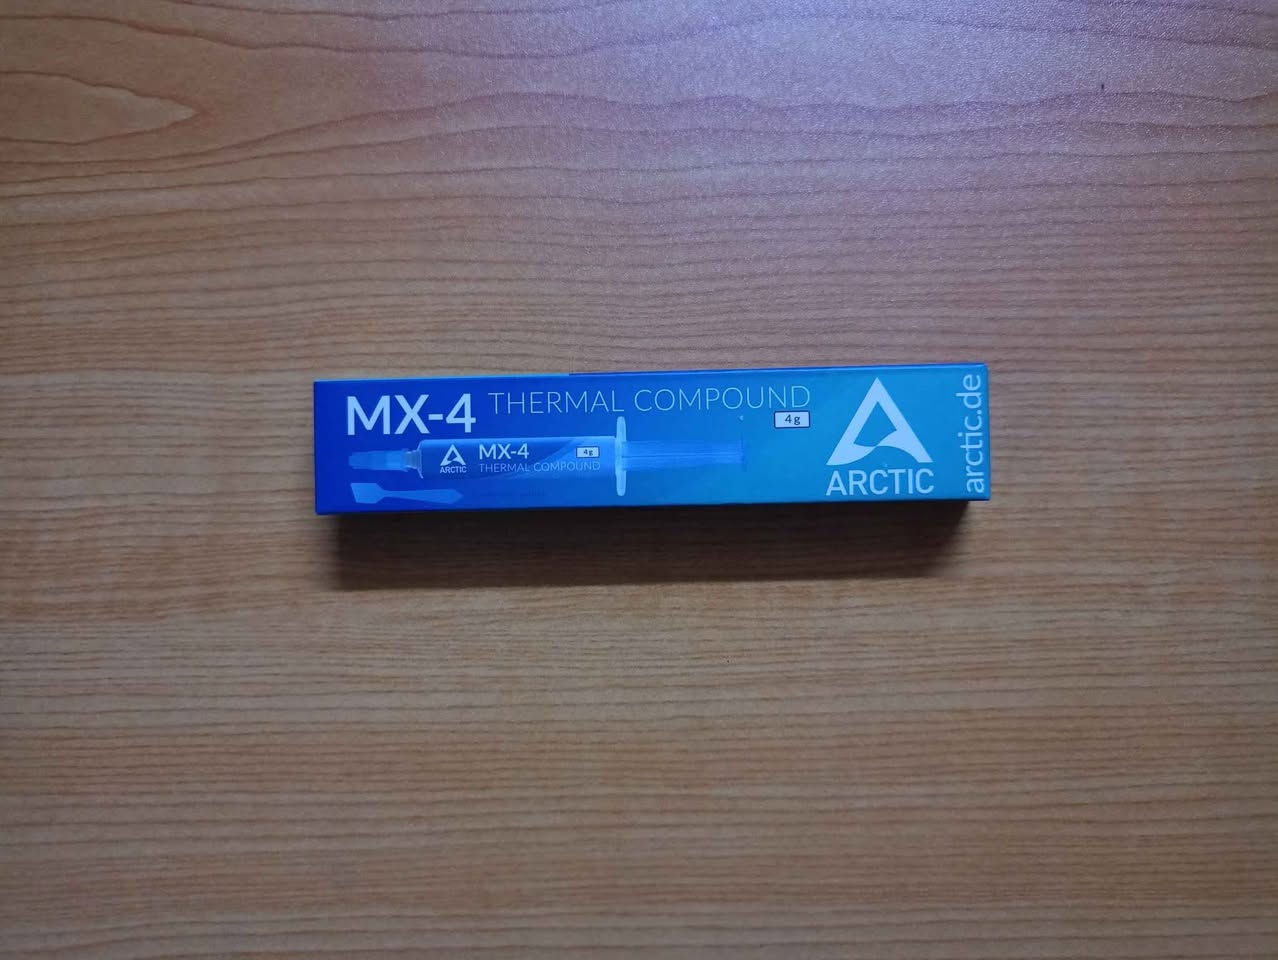 MX-4 THERMAL COMPOUND
4g
MX-4
4g
ARCTIC
THERMAL COMPOUND
ARCTIC
arctic.de